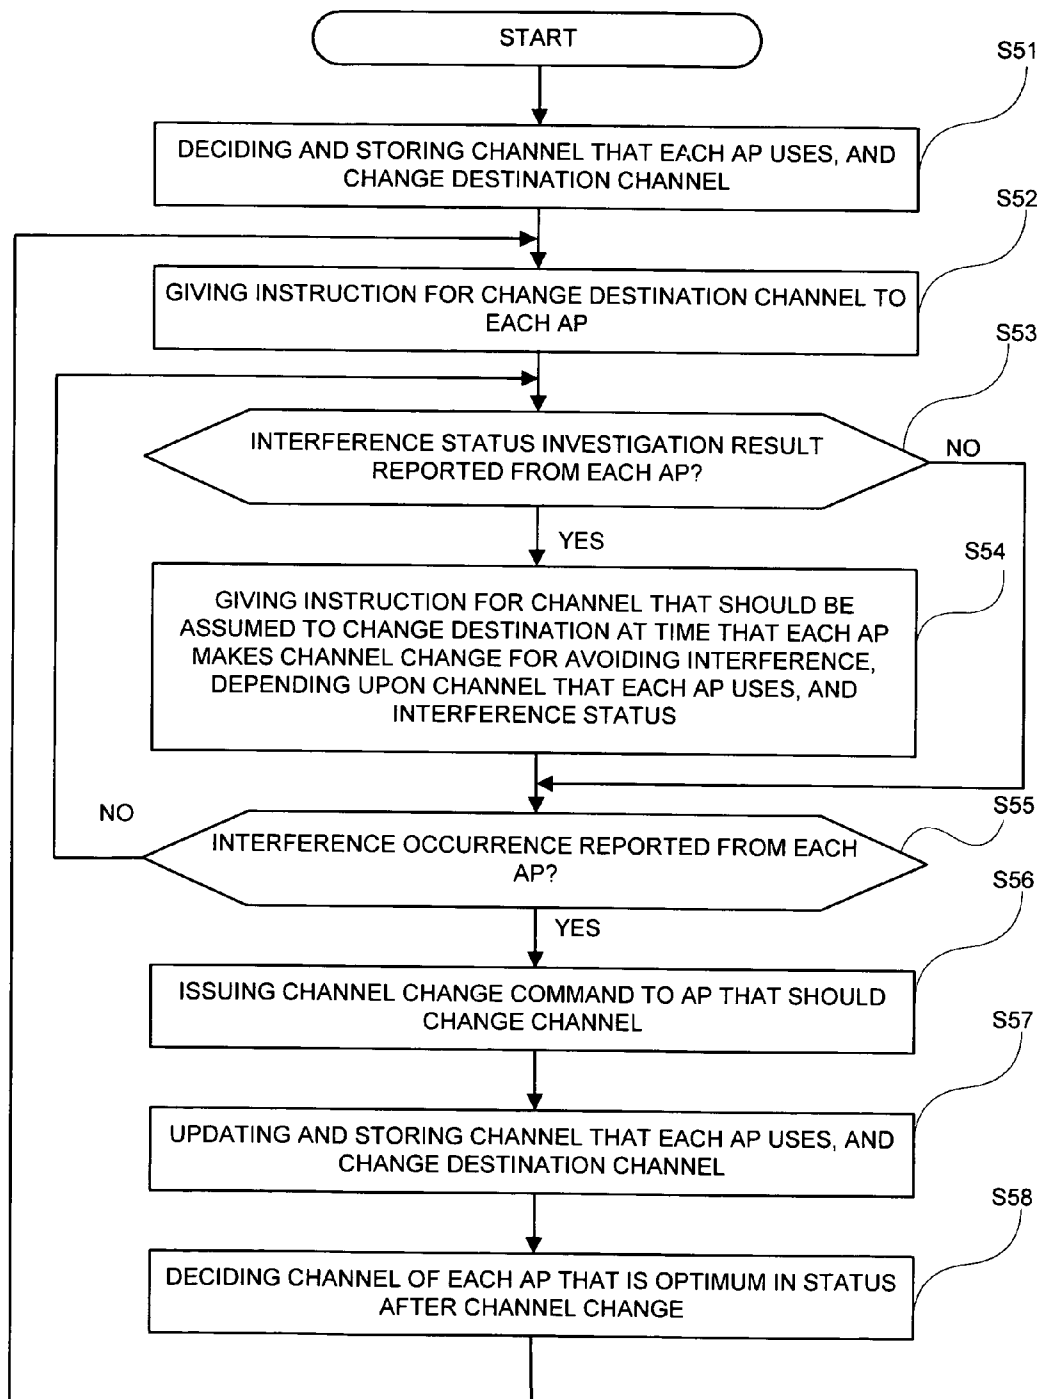 START
S51
DECIDING AND STORING CHANNEL THAT EACH AP USES, AND
CHANGE DESTINATION CHANNEL
S52
GIVING INSTRUCTION FOR CHANGE DESTINATION CHANNEL TO
EACH AP
S53
INTERFERENCE STATUS INVESTIGATION RESULT
REPORTED FROM EACH AP?
NO
YES
S54
GIVING INSTRUCTION FOR CHANNEL THAT SHOULD BE
ASSUMED TO CHANGE DESTINATION AT TIME THAT EACH AP
MAKES CHANNEL CHANGE FOR AVOIDING INTERFERENCE,
DEPENDING UPON CHANNEL THAT EACH AP USES, AND
INTERFERENCE STATUS
NO
S55
INTERFERENCE OCCURRENCE REPORTED FROM EACH
AP?
S56
YES
ISSUING CHANNEL CHANGE COMMAND TO AP THAT SHOULD
CHANGE CHANNEL
S57
UPDATING AND STORING CHANNEL THAT EACH AP USES, AND
CHANGE DESTINATION CHANNEL
S58
DECIDING CHANNEL OF EACH AP THAT IS OPTIMUM IN STATUS
AFTER CHANNEL CHANGE